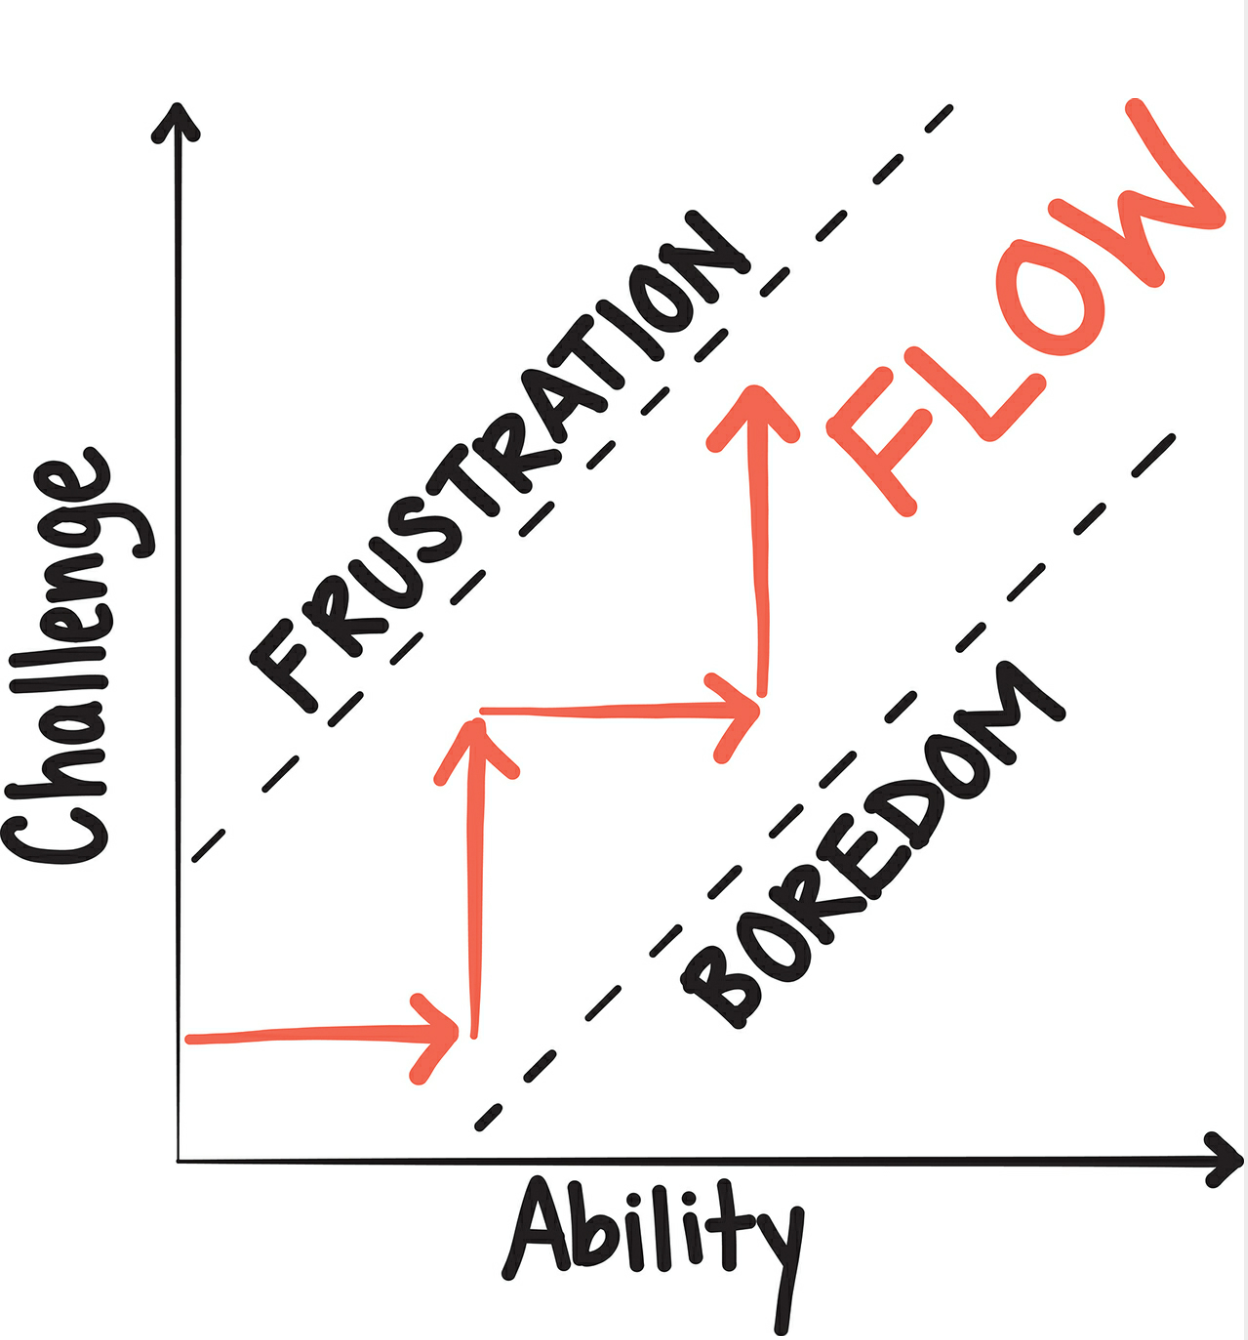 FRUSTRATION
FLOW
Challenge
BOREDOM
Ability